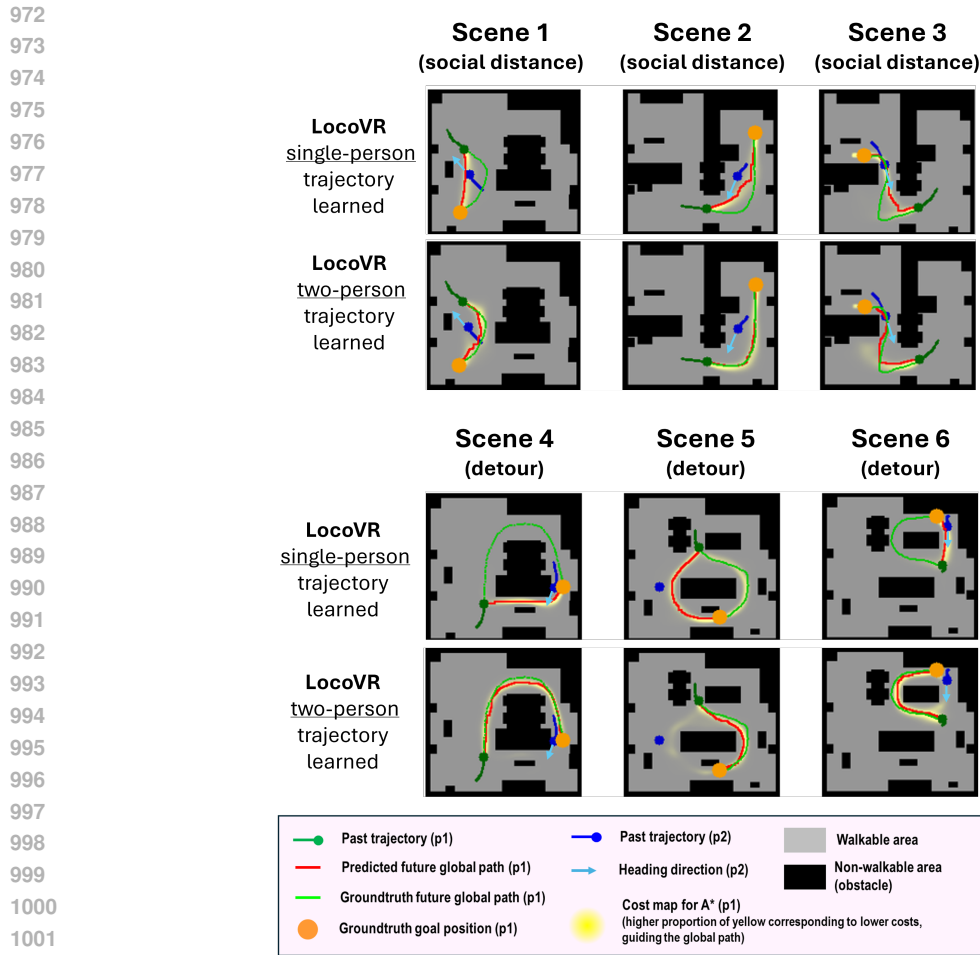 972
973
974
975
976
977
978
979
980
981
982
983
984
985
986
987
988
989
990
991
992
993
994
995
996
997
998
999
1000
1001
Scene 1
(social distance)
Scene 2
(social distance)
Scene 3
(social distance)
LocoVR
single-person
trajectory
learned
LocoVR
two-person
trajectory
learned
Scene 4
(detour)
Scene 5
(detour)
Scene 6
(detour)
LocoVR
single-person
trajectory
learned
LocoVR
two-person
trajectory
learned
Past trajectory (p1)
Predicted future global path (p1)
Groundtruth future global path (p1)
Groundtruth goal position (p1)
Past trajectory (p2)
Heading direction (p2)
Cost map for A* (p1)
(higher proportion of yellow corresponding to lower costs,
guiding the global path)
Walkable area
Non-walkable area
(obstacle)